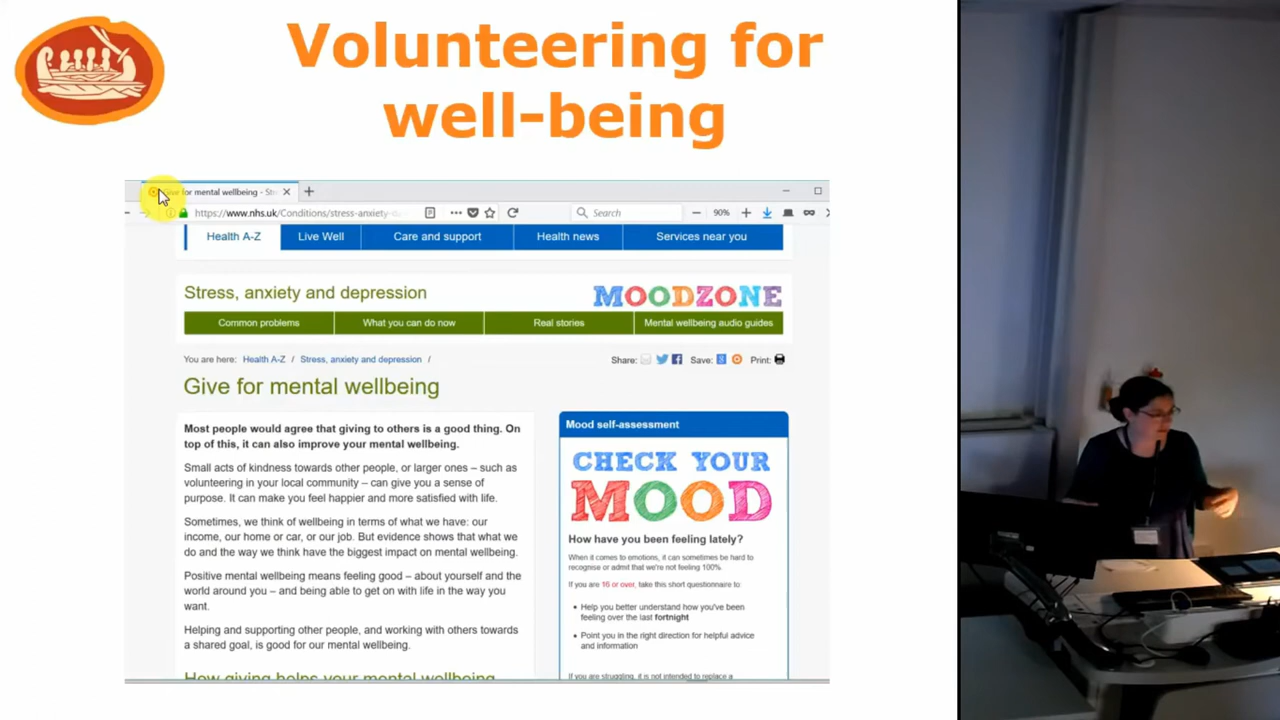 Volunteering for
well-being
Give for mental wellbeing - Str
https://www.nhs.uk/Conditions/stress-anxiety-
Search
90%
Health A-Z
Live Well
Care and support
Health news
Services near you
Stress, anxiety and depression
MOODZONE
Common problems
What you can do now
Real stories
Mental wellbeing audio guides
You are here: Health A-Z / Stress, anxiety and depression /
Share:
Save:
Print:
Give for mental wellbeing
Most people would agree that giving to others is a good thing. On
top of this, it can also improve your mental wellbeing.
Small acts of kindness towards other people, or larger ones – such as
volunteering in your local community – can give you a sense of
purpose. It can make you feel happier and more satisfied with life.
Sometimes, we think of wellbeing in terms of what we have: our
income, our home or car, or our job. But evidence shows that what we
do and the way we think have the biggest impact on mental wellbeing.
Positive mental wellbeing means feeling good – about yourself and the
world around you – and being able to get on with life in the way you
want.
Helping and supporting other people, and working with others towards
a shared goal, is good for our mental wellbeing.
How giving helps your mental wellbeing
Mood self-assessment
CHECK YOUR
MOOD
How have you been feeling lately?
When it comes to emotions, it can sometimes be hard to
recognise or admit that we're not feeling 100%.
If you are 16 or over, take this short questionnaire to:
• Help you better understand how you've been
feeling over the last fortnight
• Point you in the right direction for helpful advice
and information
If you are struggling, it is not intended to replace a